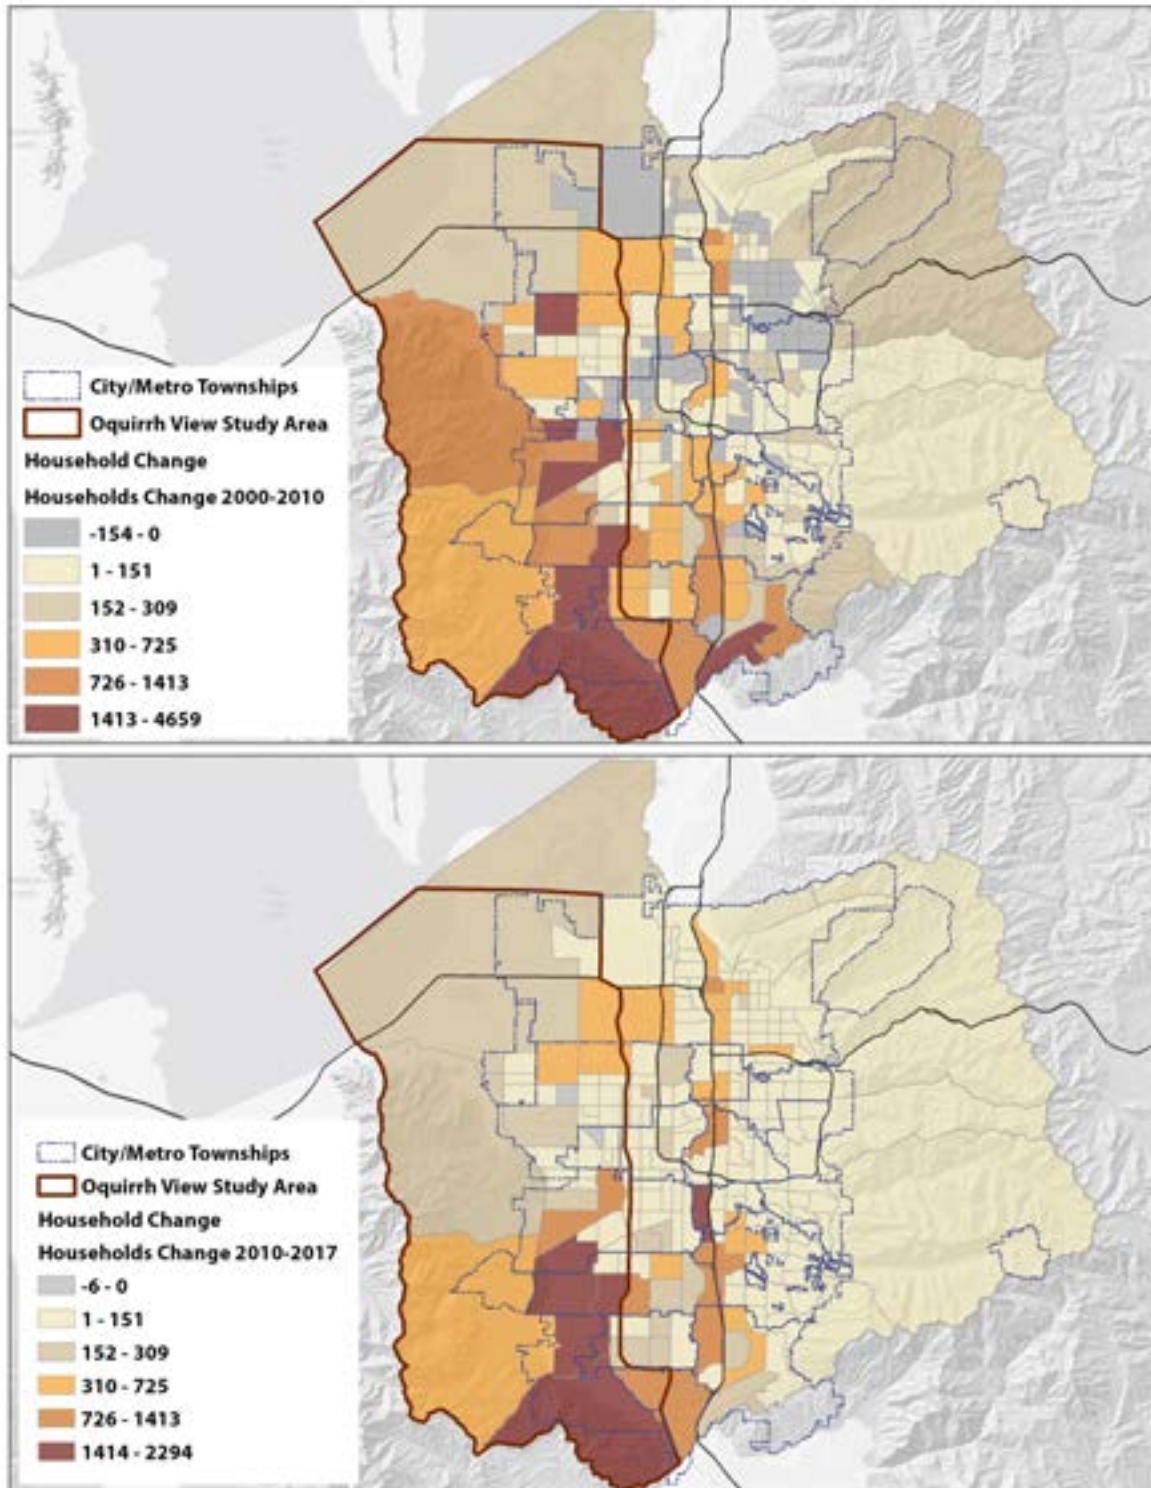 City/Metro Townships
Oquirrh View Study Area
Household Change
Households Change 2000-2010
-154 - 0
1 - 151
152 - 309
310 - 725
726 - 1413
1413 - 4659
City/Metro Townships
Oquirrh View Study Area
Household Change
Households Change 2010-2017
-6 - 0
1 - 151
152 - 309
310 - 725
726 - 1413
1414 - 2294